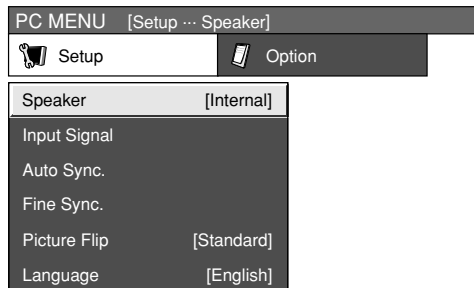 PC MENU [Setup ··· Speaker]
Setup Option
Speaker [Internal]
Input Signal
Auto Sync.
Fine Sync.
Picture Flip [Standard]
Language [English]